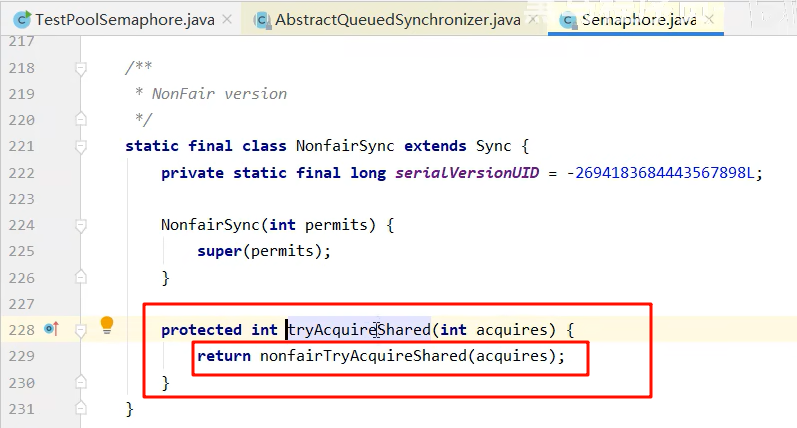 TestPoolSemaphore.java × AbstractQueuedSynchronizer.java × Semaphore.java ×
217
218 /**
219 * NonFair version
220 */
221 static final class NonfairSync extends Sync {
222 private static final long serialVersionUID = -2694183684443567898L;
223
224 NonfairSync(int permits) {
225 super(permits);
226 }
227
228 protected int tryAcquireShared(int acquires) {
229 return nonfairTryAcquireShared(acquires);
230 }
231 }